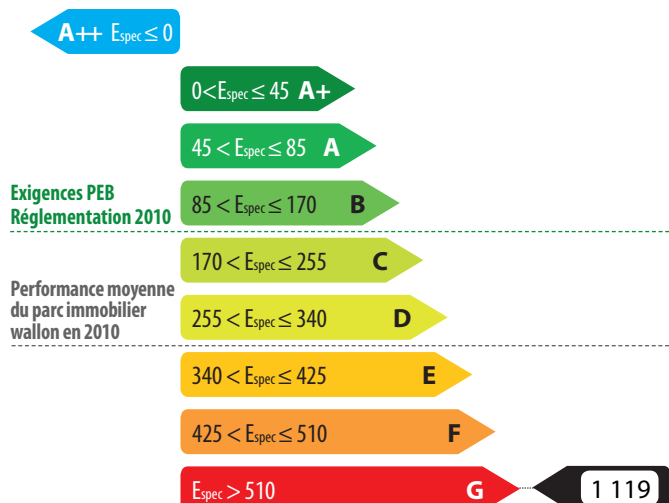 A++ Espec ≤ 0
0<Espec ≤ 45 A+
45 < Espec ≤ 85 A
Exigences PEB
Réglementation 2010
85 < Espec ≤ 170 B
170 < Espec ≤ 255 C
Performance moyenne
du parc immobilier
wallon en 2010
255 < Espec ≤ 340 D
340 < Espec ≤ 425 E
425 < Espec ≤ 510 F
Espec > 510 G 1 119